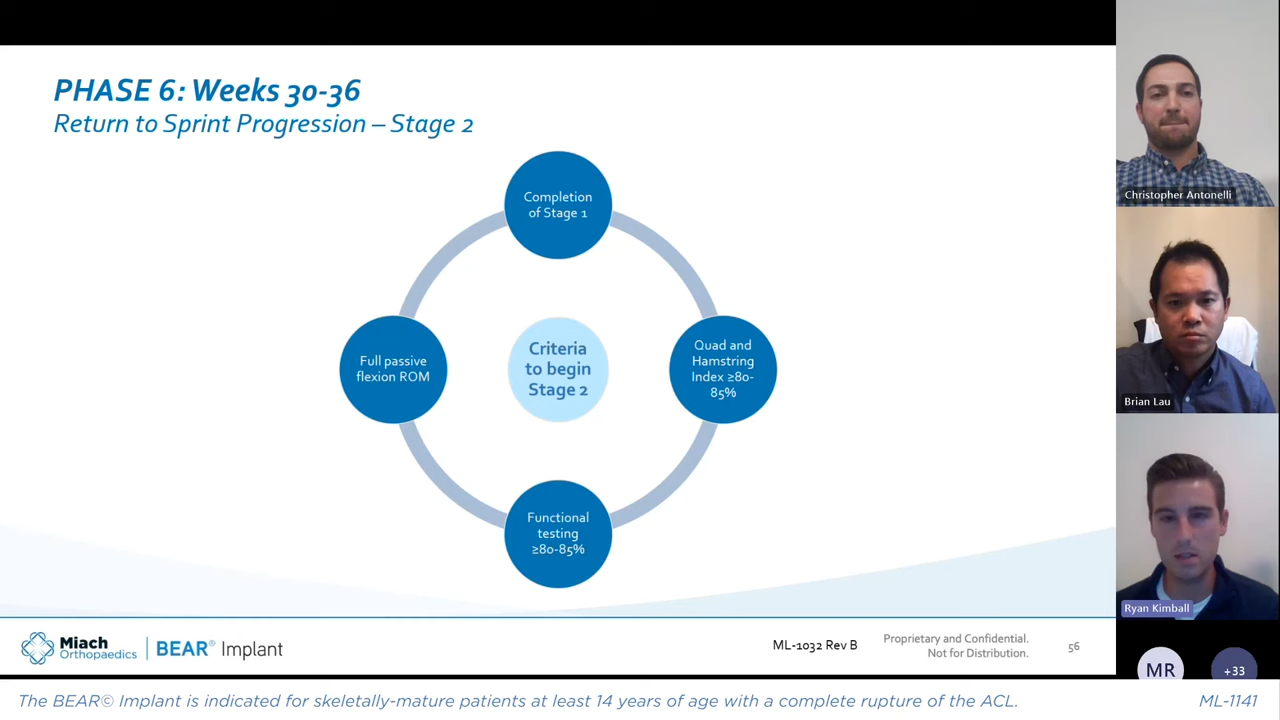 PHASE 6: Weeks 30-36
Return to Sprint Progression – Stage 2
Completion
of Stage 1
Full passive
flexion ROM
Criteria
to begin
Stage 2
Quad and
Hamstring
Index ≥80-
85%
Functional
testing
≥80-85%
Miach
Orthopaedics
BEAR® Implant
ML-1032 Rev B
Proprietary and Confidential.
Not for Distribution.
56
Christopher Antonelli
Brian Lau
Ryan Kimball
MR
+33
The BEAR© Implant is indicated for skeletally-mature patients at least 14 years of age with a complete rupture of the ACL.
ML-1141